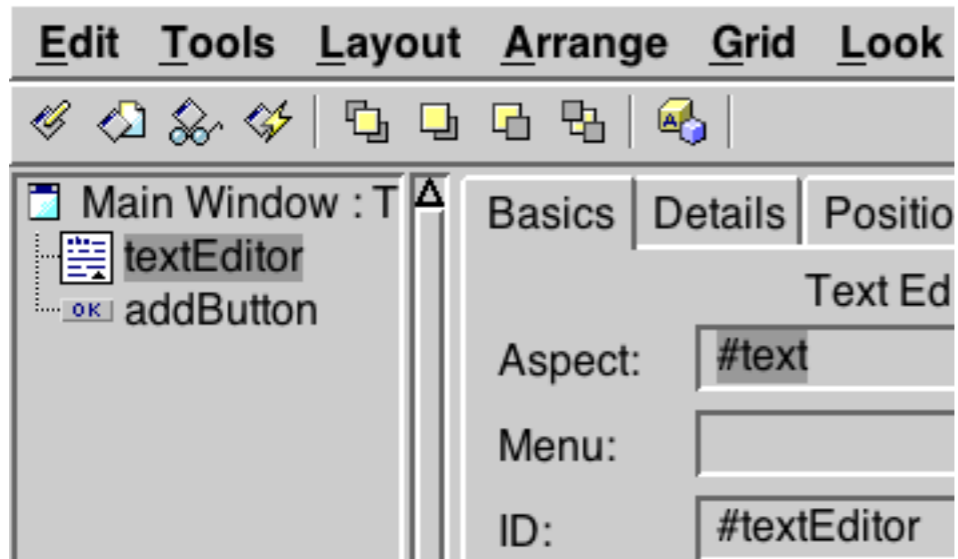 Edit Tools Layout Arrange Grid Look
A
Main Window : T
textEditor
OK addButton
Basics Details Positio
Text Ed
Aspect: #text
Menu:
ID: #textEditor